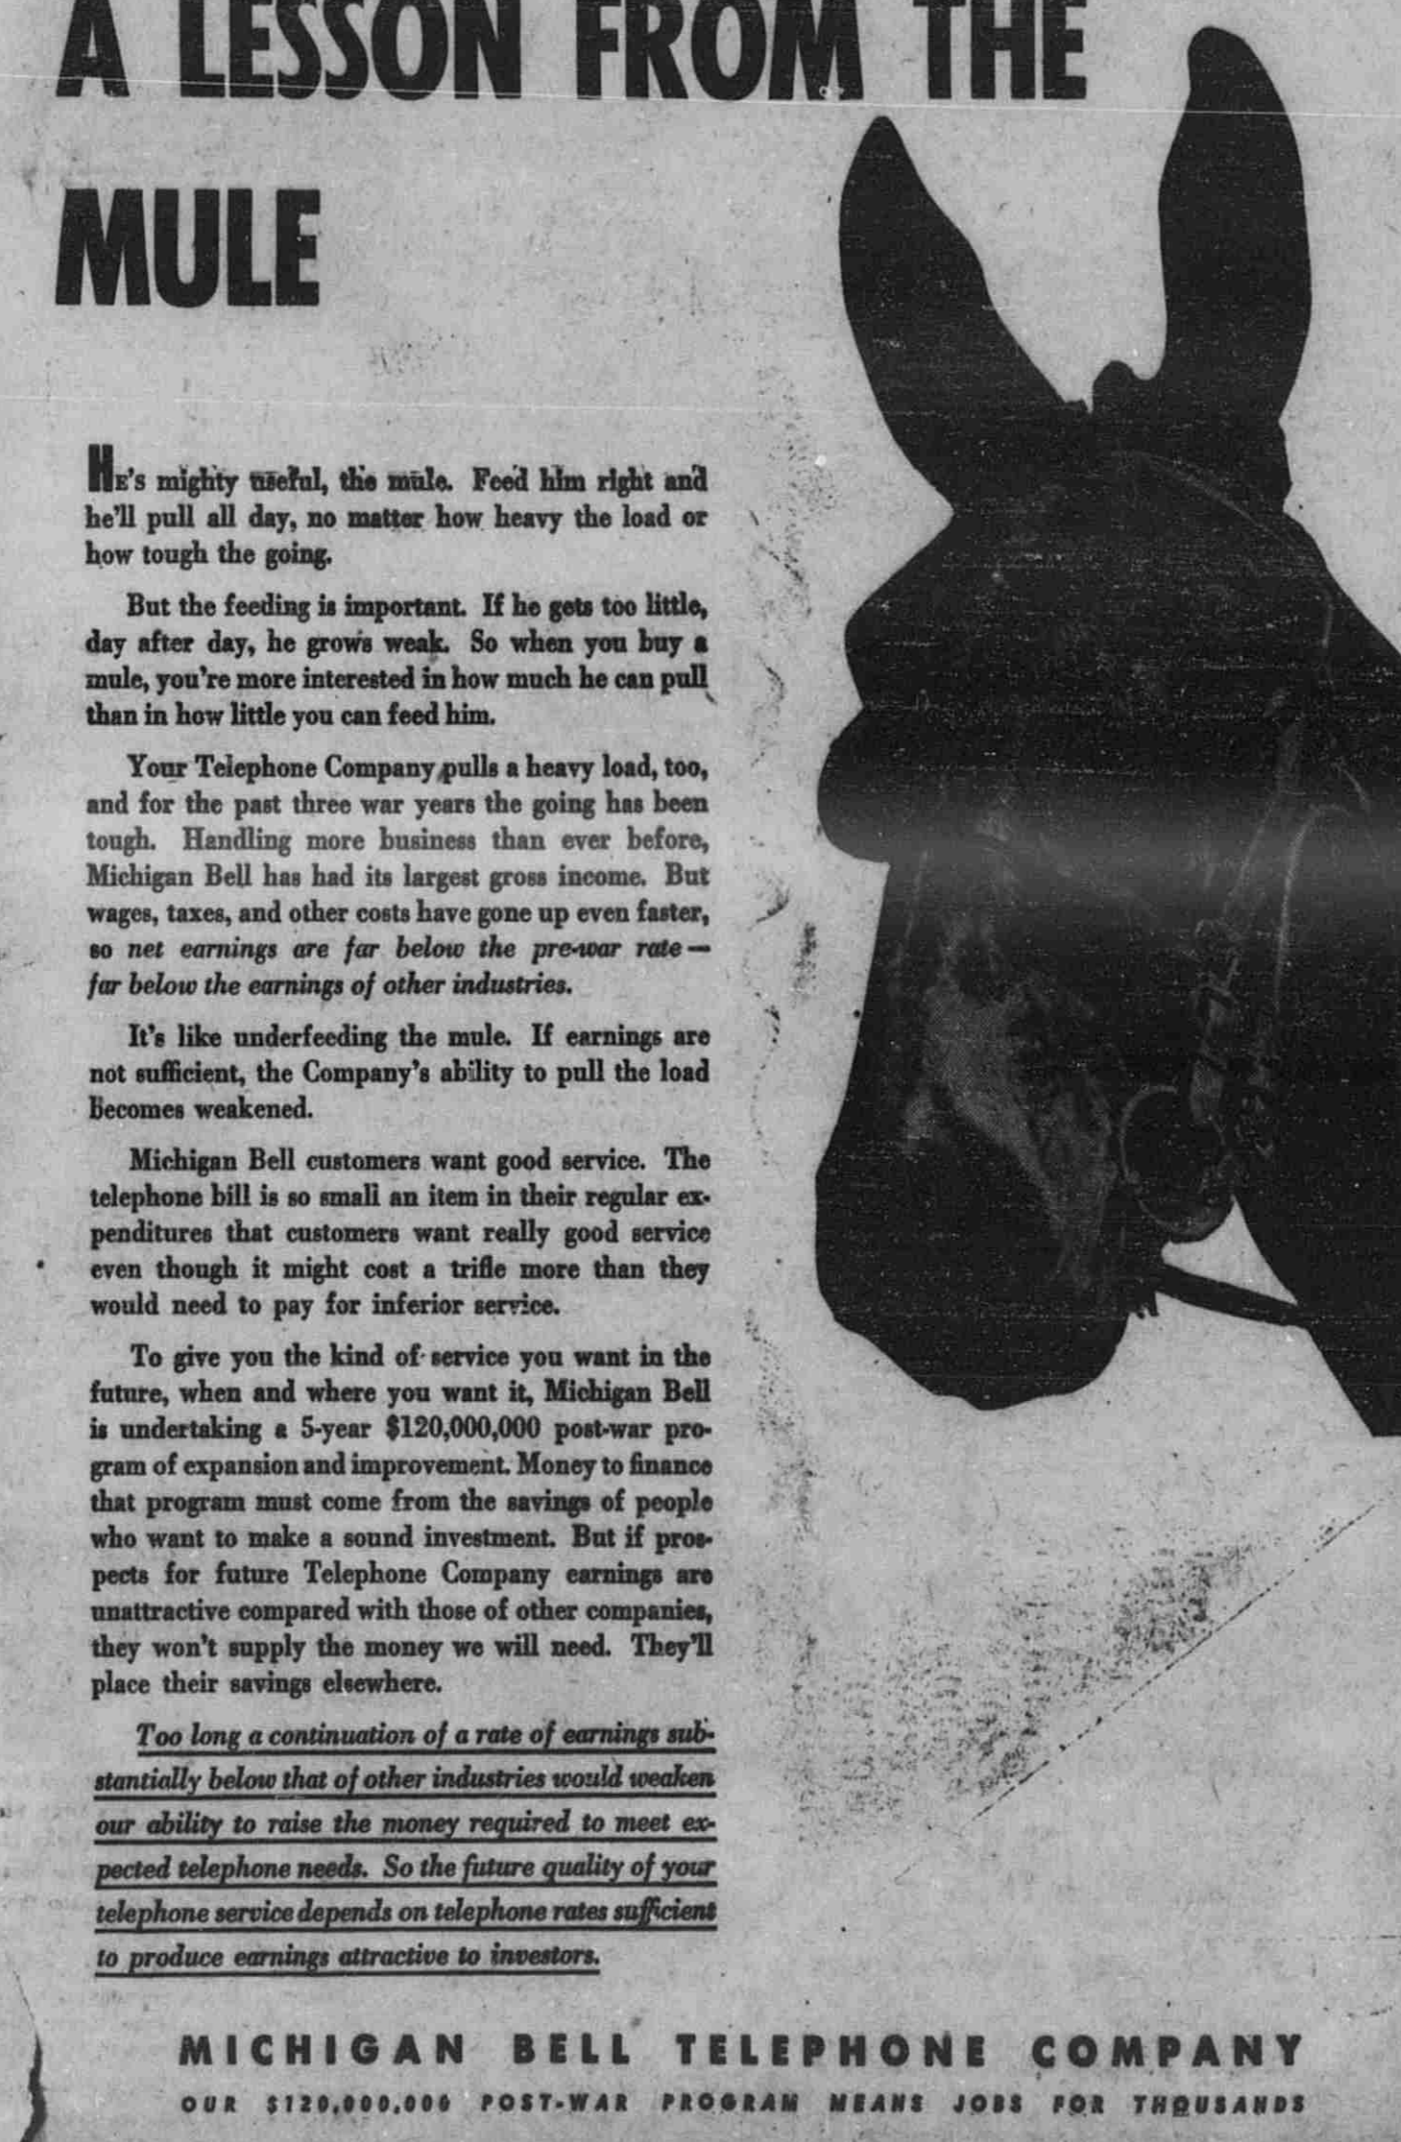 A LESSON FROM THE
MULE
HE'S mighty useful, the mule. Feed him right and
he'll pull all day, no matter how heavy the load or
how tough the going.
But the feeding is important. If he gets too little,
day after day, he grows weak. So when you buy a
mule, you're more interested in how much he can pull
than in how little you can feed him.
Your Telephone Company pulls a heavy load, too,
and for the past three war years the going has been
tough. Handling more business than ever before,
Michigan Bell has had its largest gross income. But
wages, taxes, and other costs have gone up even faster,
so net earnings are far below the pre-war rate—
far below the earnings of other industries.
It's like underfeeding the mule. If earnings are
not sufficient, the Company's ability to pull the load
becomes weakened.
Michigan Bell customers want good service. The
telephone bill is so small an item in their regular ex-
penditures that customers want really good service
even though it might cost a trifle more than they
would need to pay for inferior service.
To give you the kind of service you want in the
future, when and where you want it, Michigan Bell
is undertaking a 5-year $120,000,000 post-war pro-
gram of expansion and improvement. Money to finance
that program must come from the savings of people
who want to make a sound investment. But if pros-
pects for future Telephone Company earnings are
unattractive compared with those of other companies,
they won't supply the money we will need. They'll
place their savings elsewhere.
Too long a continuation of a rate of earnings sub-
stantially below that of other industries would weaken
our ability to raise the money required to meet ex-
pected telephone needs. So the future quality of your
telephone service depends on telephone rates sufficient
to produce earnings attractive to investors.
MICHIGAN BELL TELEPHONE COMPANY
OUR $120,000,000 POST-WAR PROGRAM MEANS JOBS FOR THOUSANDS